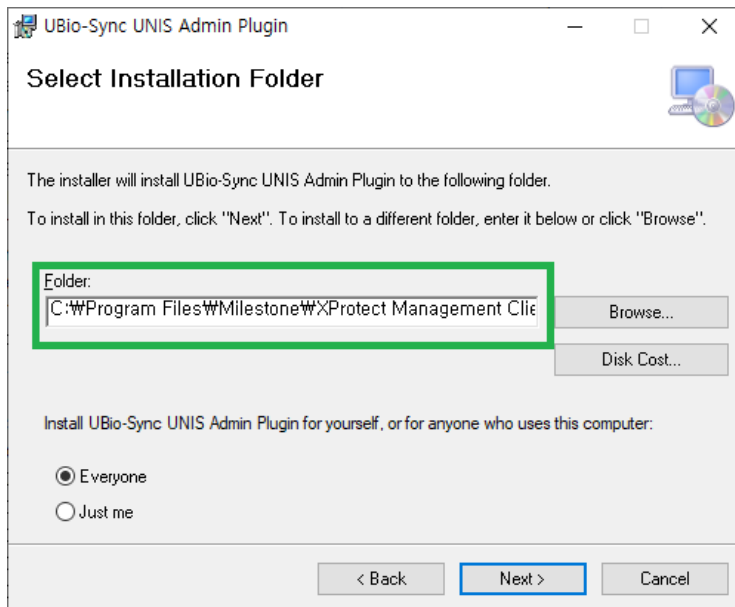 UBio-Sync UNIS Admin Plugin
Select Installation Folder
The installer will install UBio-Sync UNIS Admin Plugin to the following folder.
To install in this folder, click "Next". To install to a different folder, enter it below or click "Browse".
Folder:
C:₩Program Files₩Milestone₩XProtect Management Clie
Browse...
Disk Cost...
Install UBio-Sync UNIS Admin Plugin for yourself, or for anyone who uses this computer:
Everyone
Just me
< Back
Next >
Cancel